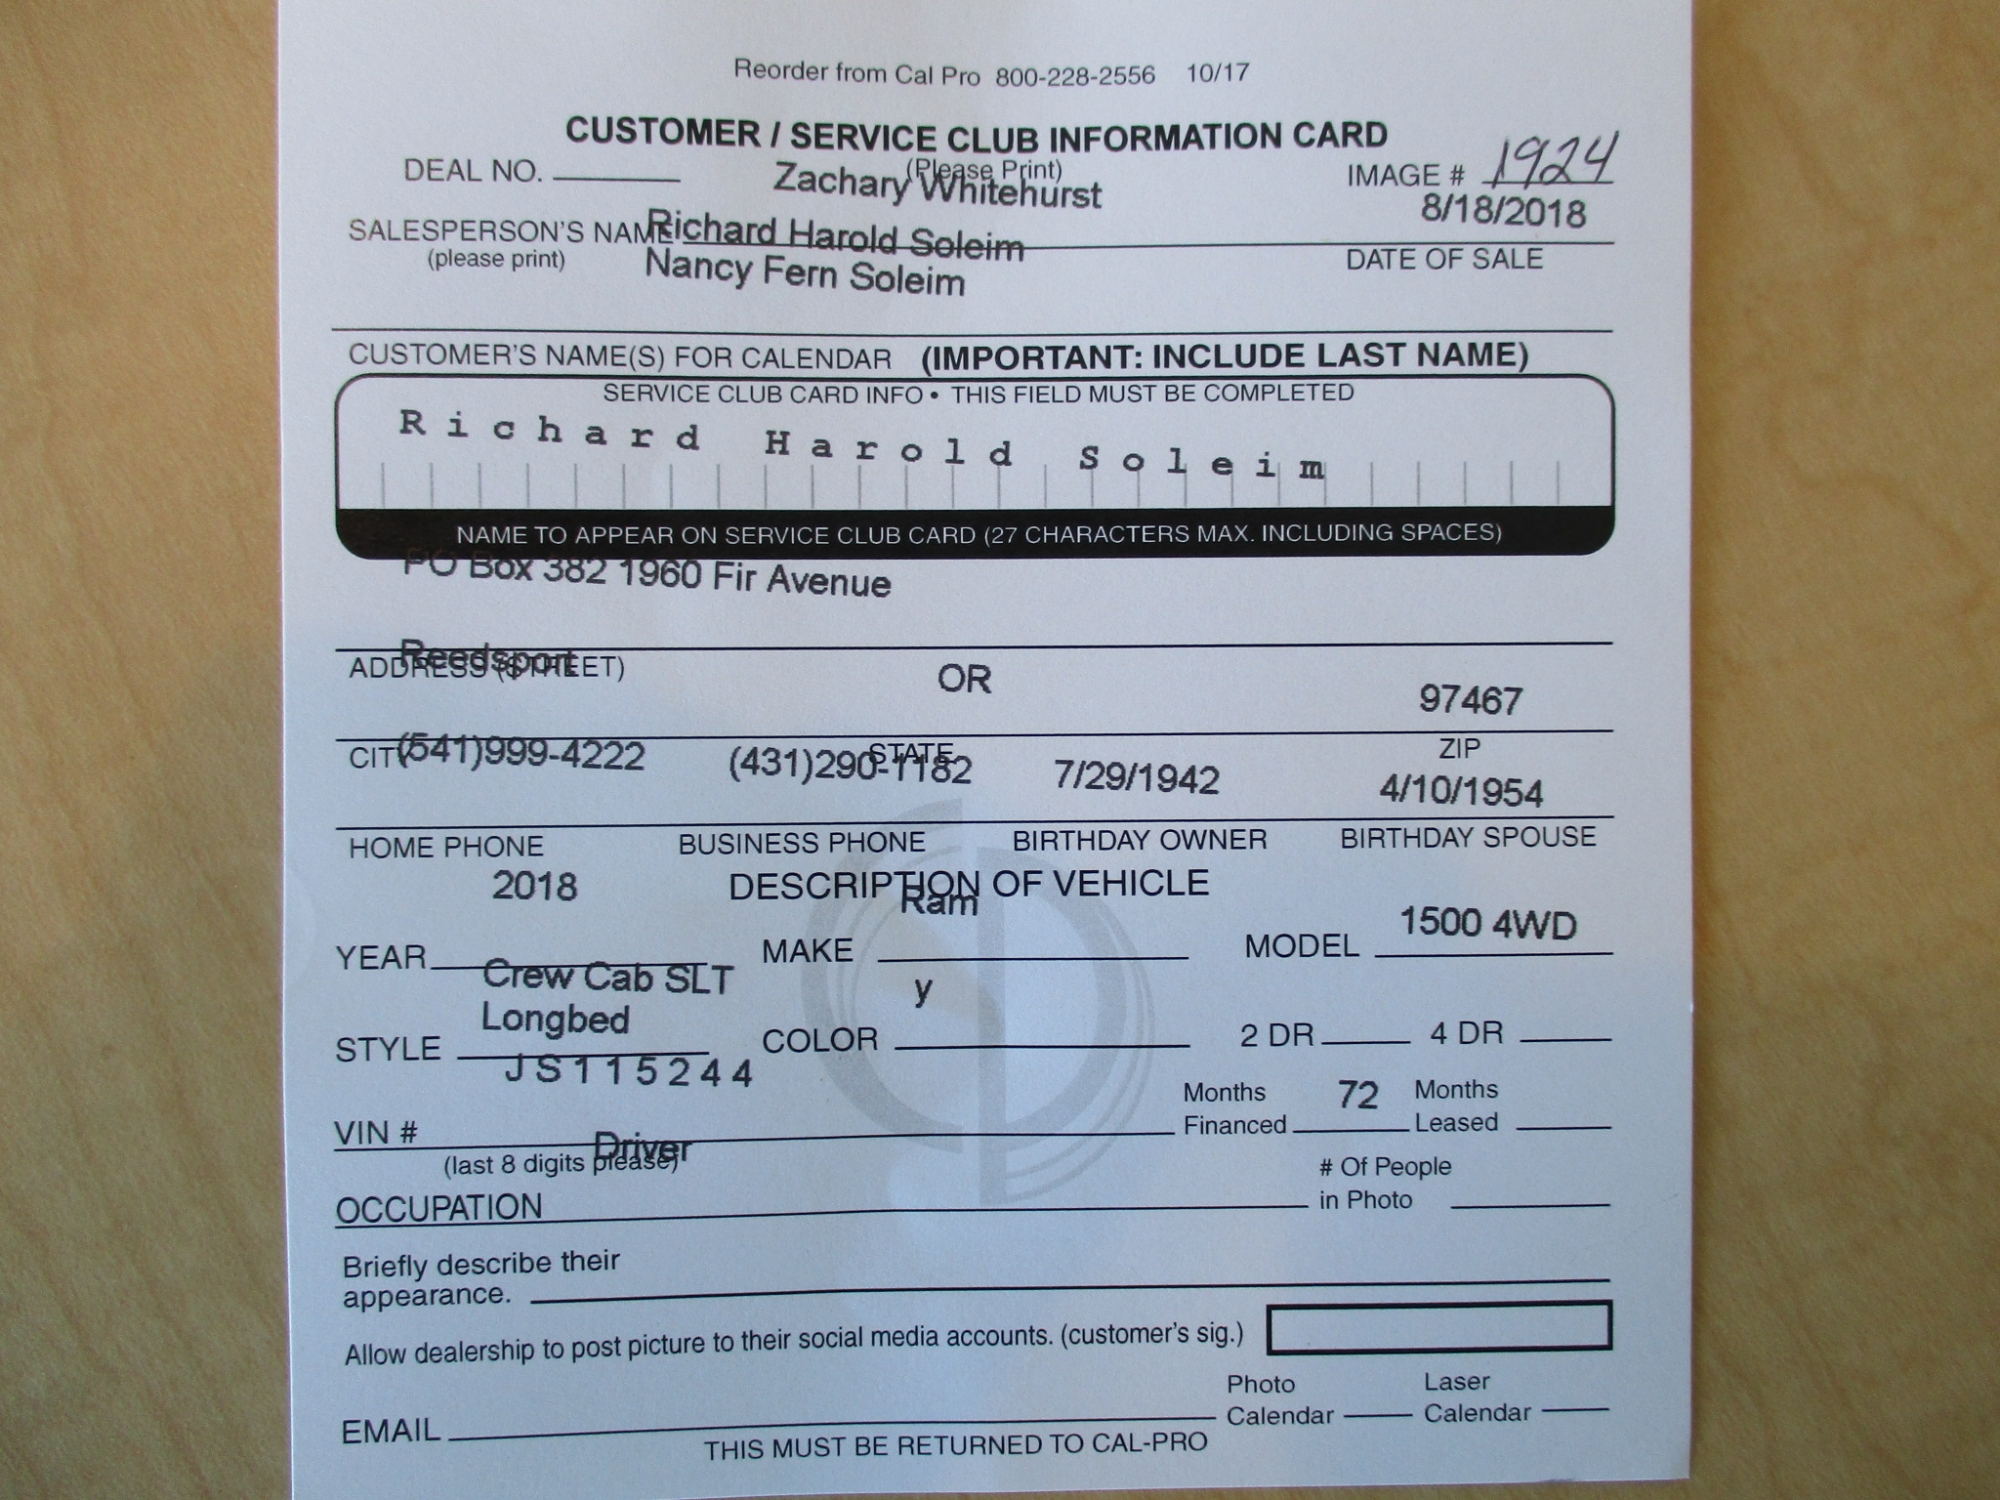 Reorder from Cal Pro 800-228-2556 10/17
CUSTOMER / SERVICE CLUB INFORMATION CARD
(Please Print)
DEAL NO. Zachary Whitehurst IMAGE # 1924
8/18/2018
SALESPERSON'S NAME Richard Harold Soleim
(please print) Nancy Fern Soleim DATE OF SALE
CUSTOMER'S NAME(S) FOR CALENDAR (IMPORTANT: INCLUDE LAST NAME)
SERVICE CLUB CARD INFO • THIS FIELD MUST BE COMPLETED
Richard Harold Soleim
NAME TO APPEAR ON SERVICE CLUB CARD (27 CHARACTERS MAX. INCLUDING SPACES)
PO Box 382 1960 Fir Avenue
Reedsport OR 97467
ADDRESS (STREET)
CITY STATE ZIP
(541)999-4222 (431)290-1182 7/29/1942 4/10/1954
HOME PHONE BUSINESS PHONE BIRTHDAY OWNER BIRTHDAY SPOUSE
DESCRIPTION OF VEHICLE
2018 Ram 1500 4WD
YEAR MAKE MODEL
Crew Cab SLT y
Longbed
STYLE COLOR 2 DR 4 DR
JS115244
VIN # Months Financed 72 Months Leased
(last 8 digits please)
Driver
OCCUPATION # Of People in Photo
Briefly describe their
appearance.
Allow dealership to post picture to their social media accounts. (customer's sig.)
EMAIL Photo Calendar Laser Calendar
THIS MUST BE RETURNED TO CAL-PRO